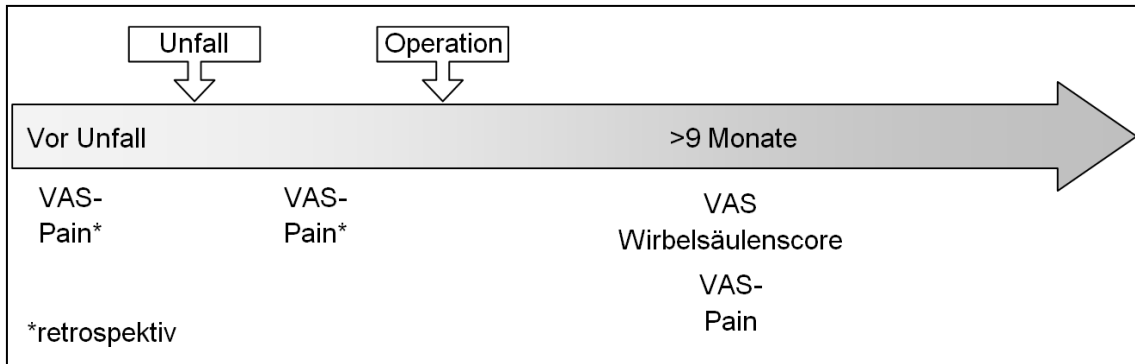 Unfall
Operation
Vor Unfall
>9 Monate
VAS-
Pain*
VAS-
Pain*
VAS
Wirbelsäulenscore
VAS-
Pain
*retrospektiv